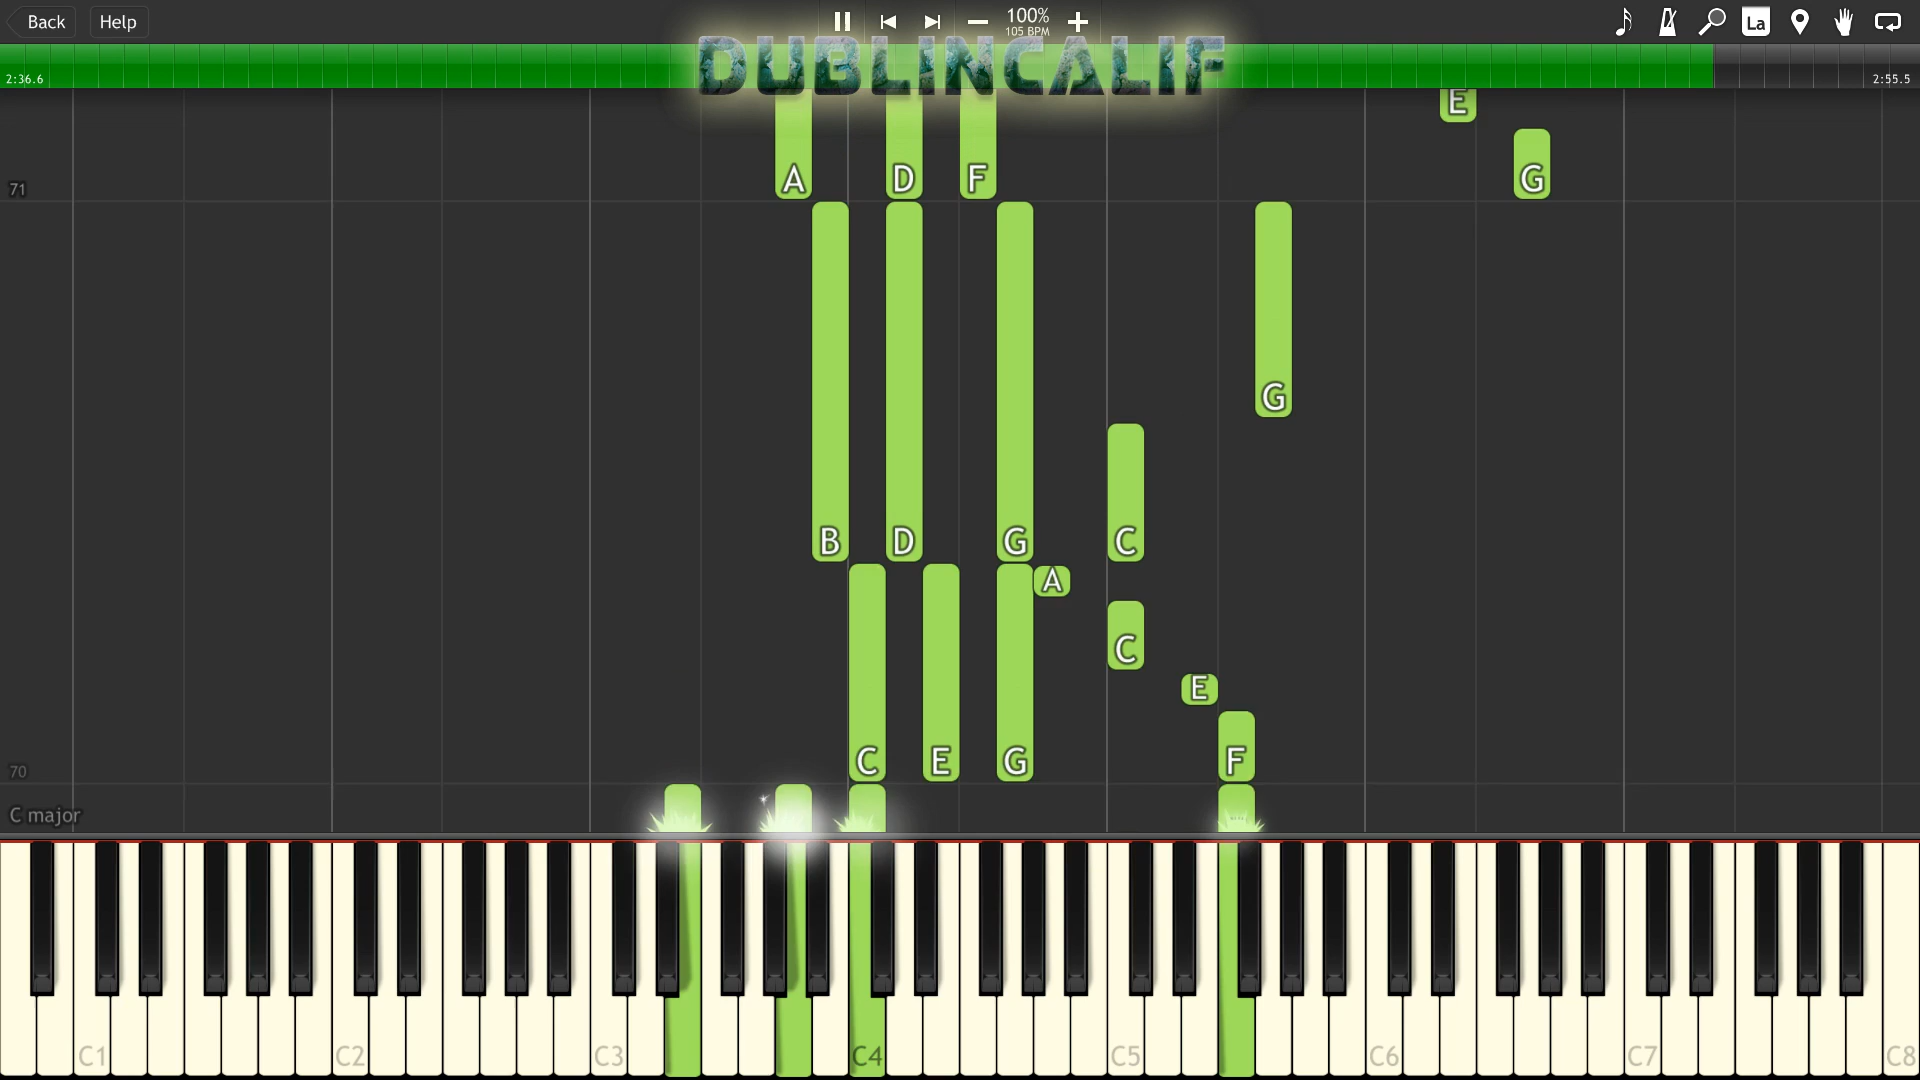 Back Help
100%
105 BPM
La
DUBLINCALIF
2:36.6 2:55.5
E
A D F G
71
G
B D G C
A
C
E
C E G F
70
C major
C1 C2 C3 C4 C5 C6 C7 C8